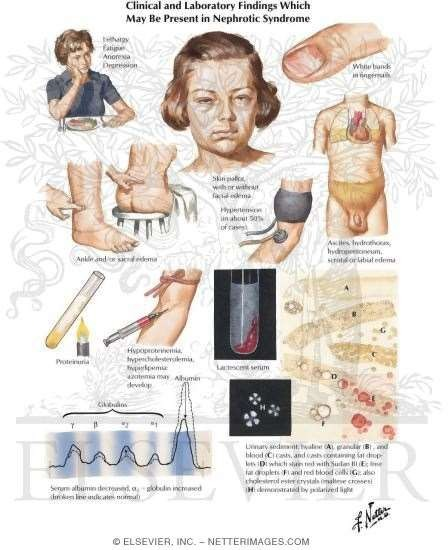 Clinical and Laboratory Findings Which
May Be Present in Nephrotic Syndrome
Lethargy
Fatigue
Anorexia
Depression
White bands
in fingernails
Skin pallor,
with or without
facial edema
Hypertension
(in about 50%
of cases)
Ankle and/or sacral edema
Ascites, hydrothorax,
hydroperitoneum,
scrotal or labial edema
Proteinuria
Hypoproteinemia,
hypercholesterolemia,
hyperlipemia:
azotemia may
develop
Lactescent serum
A
B
G
C
D
E
F
H
Globulins
Albumin
γ β α2 α1
Serum albumin decreased, α2 – globulin increased
(broken line indicates normal)
Urinary sediment: hyaline (A), granular (B), and
blood (C) casts, and casts containing fat drop-
lets (D) which stain red with Sudan III (E); free
fat droplets (F) and red blood cells (G); also
cholesterol ester crystals (maltese crosses)
(H) demonstrated by polarized light
F. Netter
M.D.
ELSEVIER
© ELSEVIER, INC. – NETTERIMAGES.COM